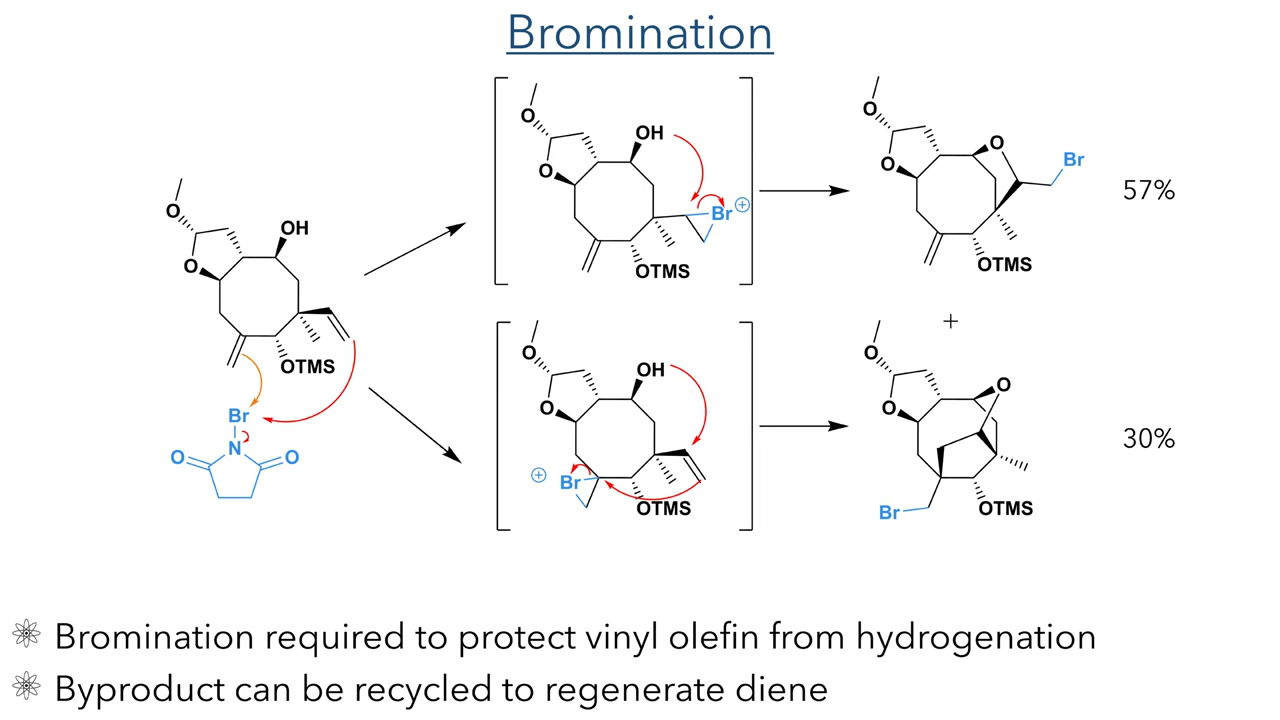 Bromination
O
O
OH
OTMS
Br
N
O
O
O
O
OH
Br
⊕
OTMS
O
O
O
Br
OTMS
57%
+
O
O
OH
⊕
Br
OTMS
O
O
O
Br
OTMS
30%
Bromination required to protect vinyl olefin from hydrogenation
Byproduct can be recycled to regenerate diene